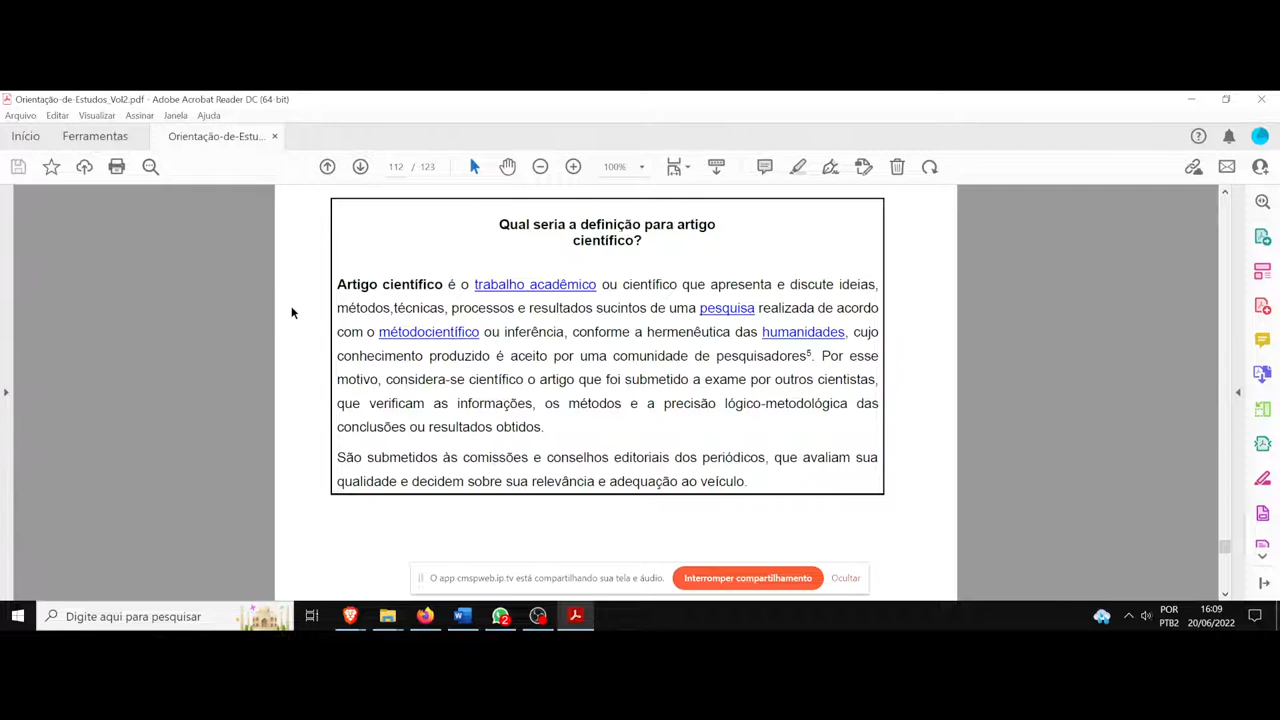 Orientação-de-Estudos_Vol2.pdf - Adobe Acrobat Reader DC (64-bit)
Arquivo Editar Visualizar Assinar Janela Ajuda
Início Ferramentas Orientação-de-Estu... ×
112 / 123 100%
Qual seria a definição para artigo
científico?
Artigo científico é o trabalho acadêmico ou científico que apresenta e discute ideias,
métodos,técnicas, processos e resultados sucintos de uma pesquisa realizada de acordo
com o métodocientífico ou inferência, conforme a hermenêutica das humanidades, cujo
conhecimento produzido é aceito por uma comunidade de pesquisadores⁵. Por esse
motivo, considera-se científico o artigo que foi submetido a exame por outros cientistas,
que verificam as informações, os métodos e a precisão lógico-metodológica das
conclusões ou resultados obtidos.
São submetidos às comissões e conselhos editoriais dos periódicos, que avaliam sua
qualidade e decidem sobre sua relevância e adequação ao veículo.
O app cmspweb.ip.tv está compartilhando sua tela e áudio. Interromper compartilhamento Ocultar
Digite aqui para pesquisar
POR 16:09
PTB2 20/06/2022